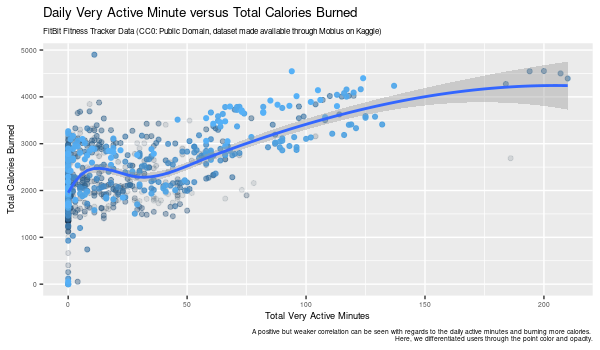 Daily Very Active Minute versus Total Calories Burned
FitBit Fitness Tracker Data (CC0: Public Domain, dataset made available through Mobius on Kaggle)
5000
4000
3000
2000
1000
0
Total Calories Burned
0 50 100 150 200
Total Very Active Minutes
A positive but weaker correlation can be seen with regards to the daily active minutes and burning more calories.
Here, we differentiated users through the point color and opacity.